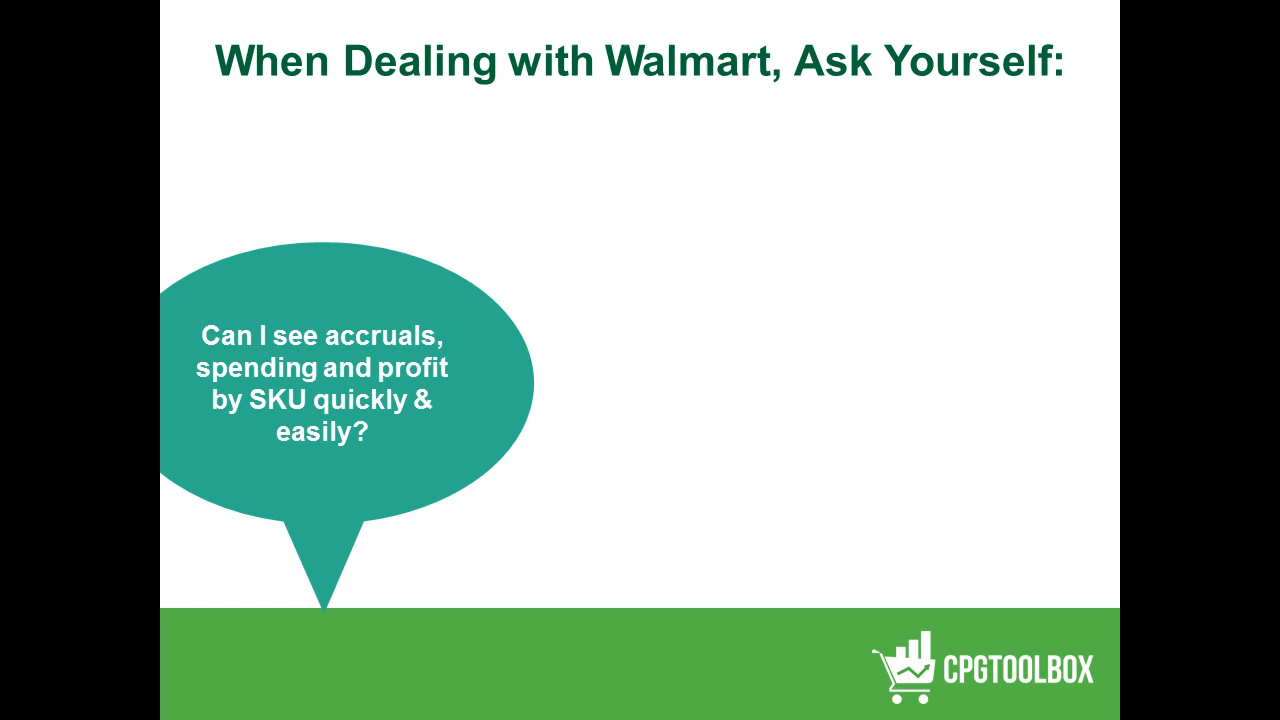 When Dealing with Walmart, Ask Yourself:
Can I see accruals,
spending and profit
by SKU quickly &
easily?
CPGTOOLBOX